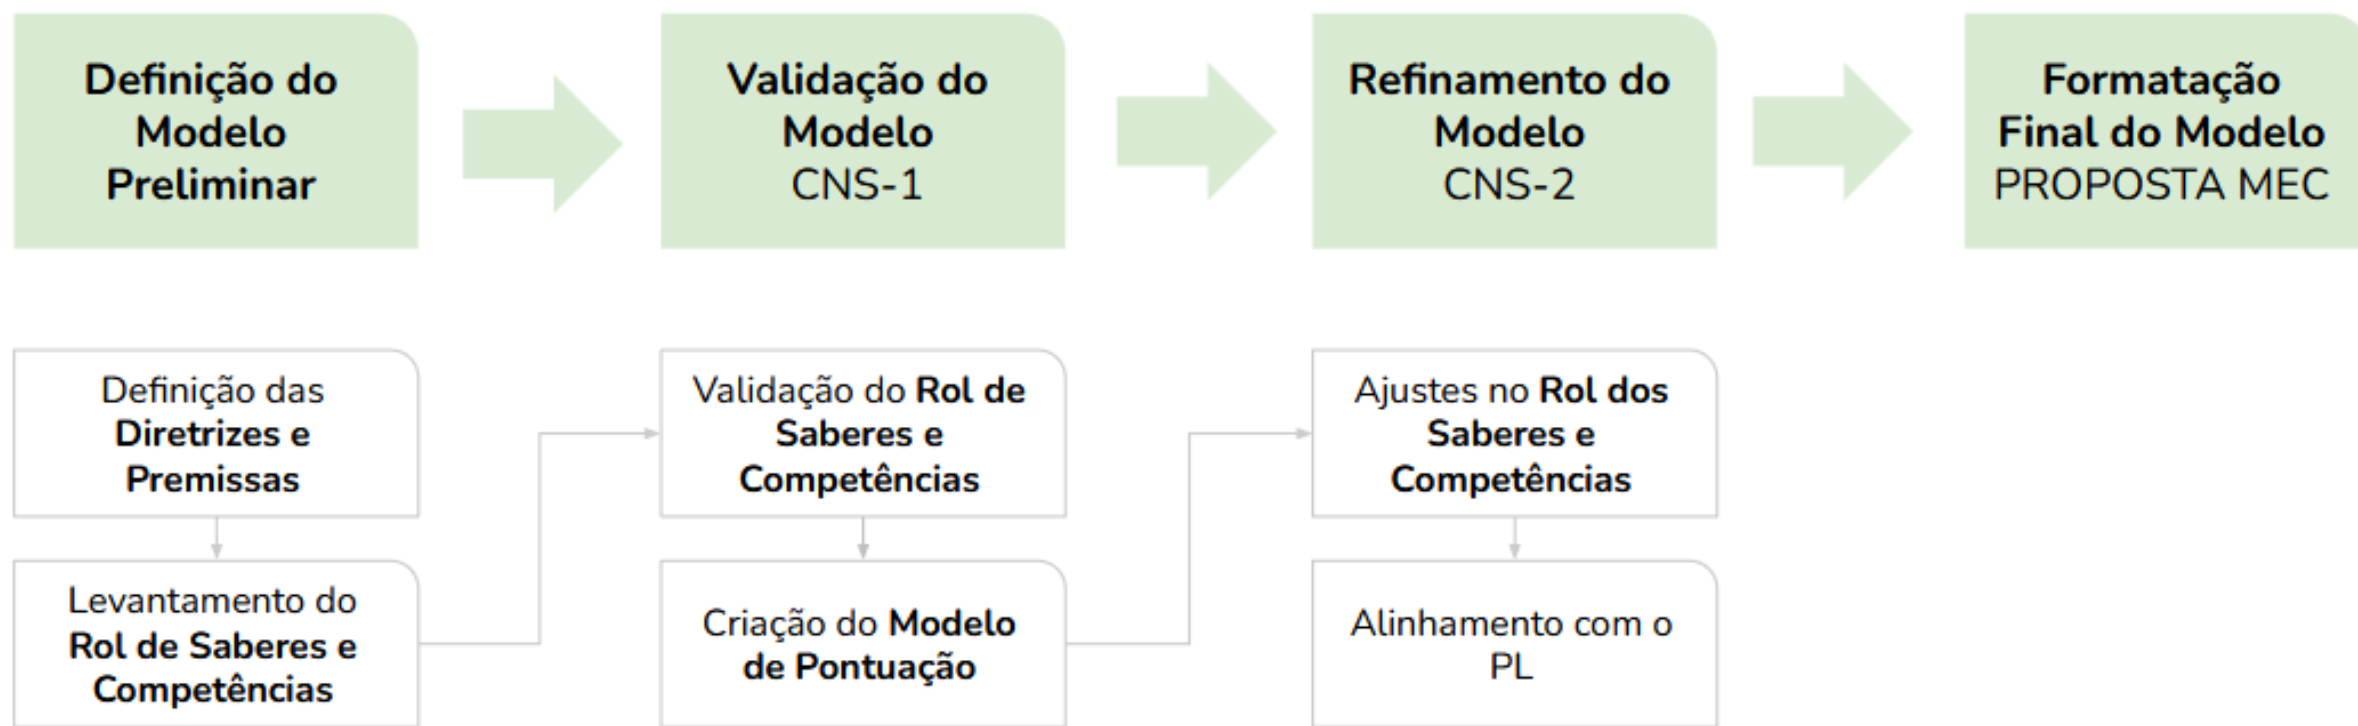 Definição do
Modelo
Preliminar
Validação do
Modelo
CNS-1
Refinamento do
Modelo
CNS-2
Formatação
Final do Modelo
PROPOSTA MEC
Definição das
Diretrizes e
Premissas
Levantamento do
Rol de Saberes e
Competências
Validação do Rol de
Saberes e
Competências
Criação do Modelo
de Pontuação
Ajustes no Rol dos
Saberes e
Competências
Alinhamento com o
PL